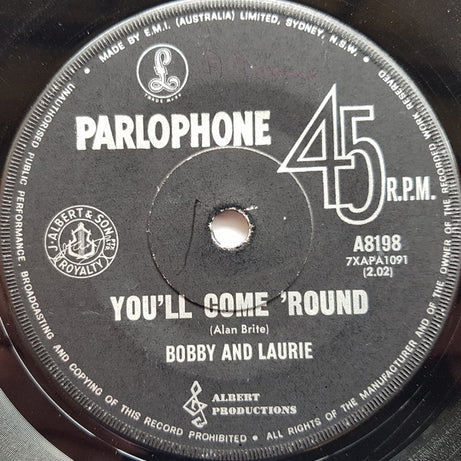 MADE BY E.M.I. (AUSTRALIA) LIMITED, SYDNEY, N.S.W. • ALL RIGHTS OF THE MANUFACTURER AND OF THE OWNER OF THE RECORDED WORK RESERVED
UNAUTHORISED PUBLIC PERFORMANCE, BROADCASTING AND COPYING OF THIS RECORD PROHIBITED •
£
TRADE MARK
PARLOPHONE
45 R.P.M.
J. ALBERT & SON PTY. LTD.
ROYALTY
A8198
7XAPA1091
(2.02)
YOU'LL COME 'ROUND
(Alan Brite)
BOBBY AND LAURIE
ALBERT
PRODUCTIONS